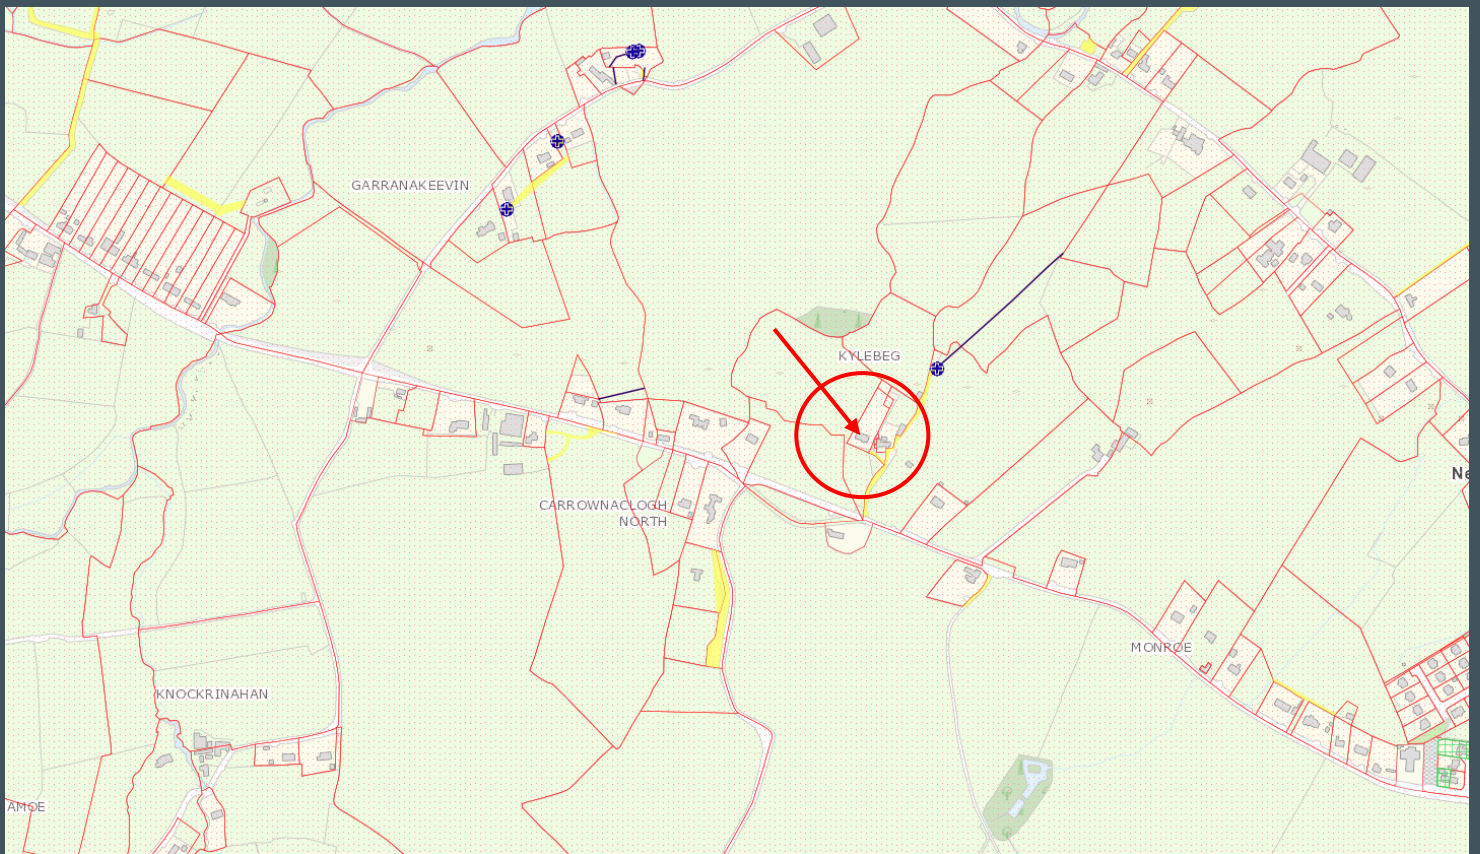 GARRANAKEEVIN
KYLEBEG
Ne
CARROWNACLOGH
NORTH
MONROE
KNOCKRINAHAN
AMOE